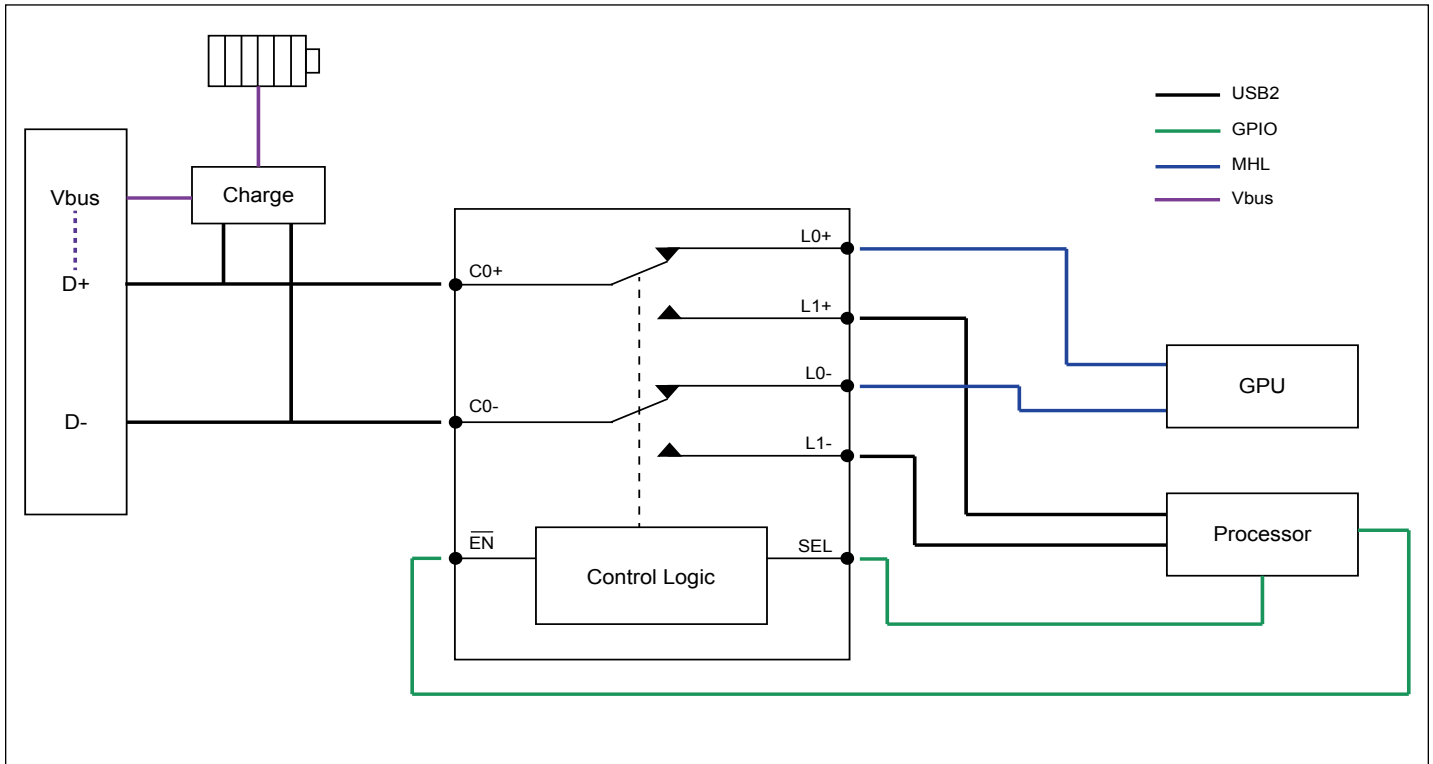 USB2
GPIO
MHL
Vbus
Vbus
Charge
D+
D-
C0+
L0+
L1+
C0-
L0-
L1-
EN
SEL
Control Logic
GPU
Processor